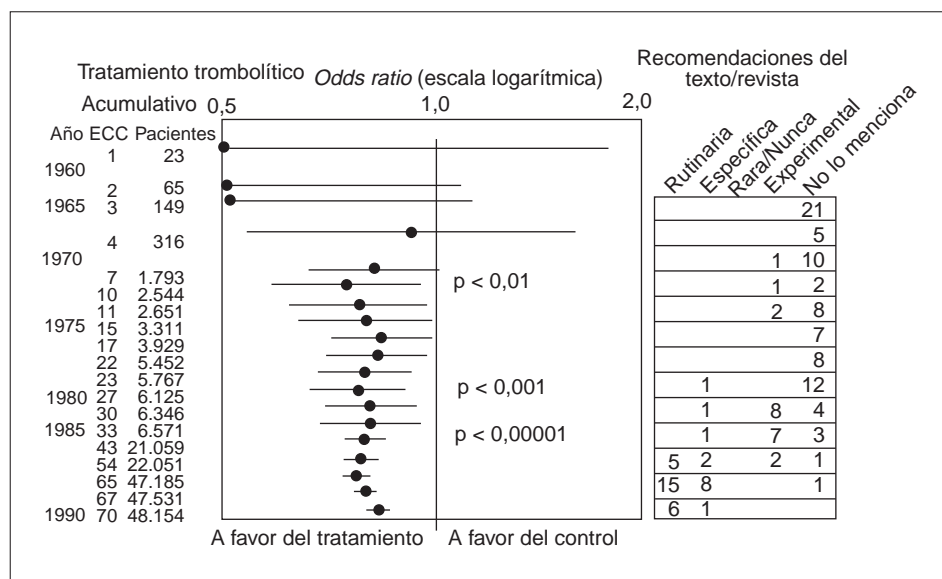 Tratamiento trombolítico
Odds ratio (escala logarítmica)
Recomendaciones del
texto/revista
Acumulativo
0,5 1,0 2,0
Año ECC Pacientes
Rutinaria
Específica
Rara/Nunca
Experimental
No lo menciona
1 23
1960
2 65
1965 3 149
4 316
1970
7 1.793
10 2.544
11 2.651
1975 15 3.311
17 3.929
22 5.452
23 5.767
1980 27 6.125
30 6.346
1985 33 6.571
43 21.059
54 22.051
65 47.185
67 47.531
1990 70 48.154
p < 0,01
p < 0,001
p < 0,00001
21
5
1 10
1 2
2 8
7
8
1 12
1 8 4
1 7 3
5 2 2 1
15 8 1
6 1
A favor del tratamiento A favor del control